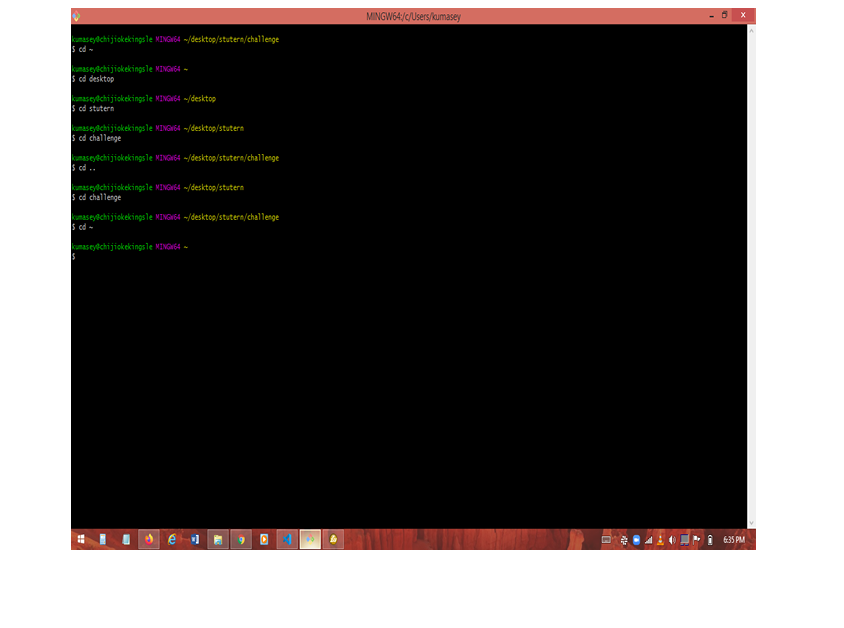 MINGW64:/c/Users/kumasey
kumasey@chijiokekingsle MINGW64 ~/desktop/stutern/challenge
$ cd ~
kumasey@chijiokekingsle MINGW64 ~
$ cd desktop
kumasey@chijiokekingsle MINGW64 ~/desktop
$ cd stutern
kumasey@chijiokekingsle MINGW64 ~/desktop/stutern
$ cd challenge
kumasey@chijiokekingsle MINGW64 ~/desktop/stutern/challenge
$ cd ..
kumasey@chijiokekingsle MINGW64 ~/desktop/stutern
$ cd challenge
kumasey@chijiokekingsle MINGW64 ~/desktop/stutern/challenge
$ cd ~
kumasey@chijiokekingsle MINGW64 ~
$
6:35 PM